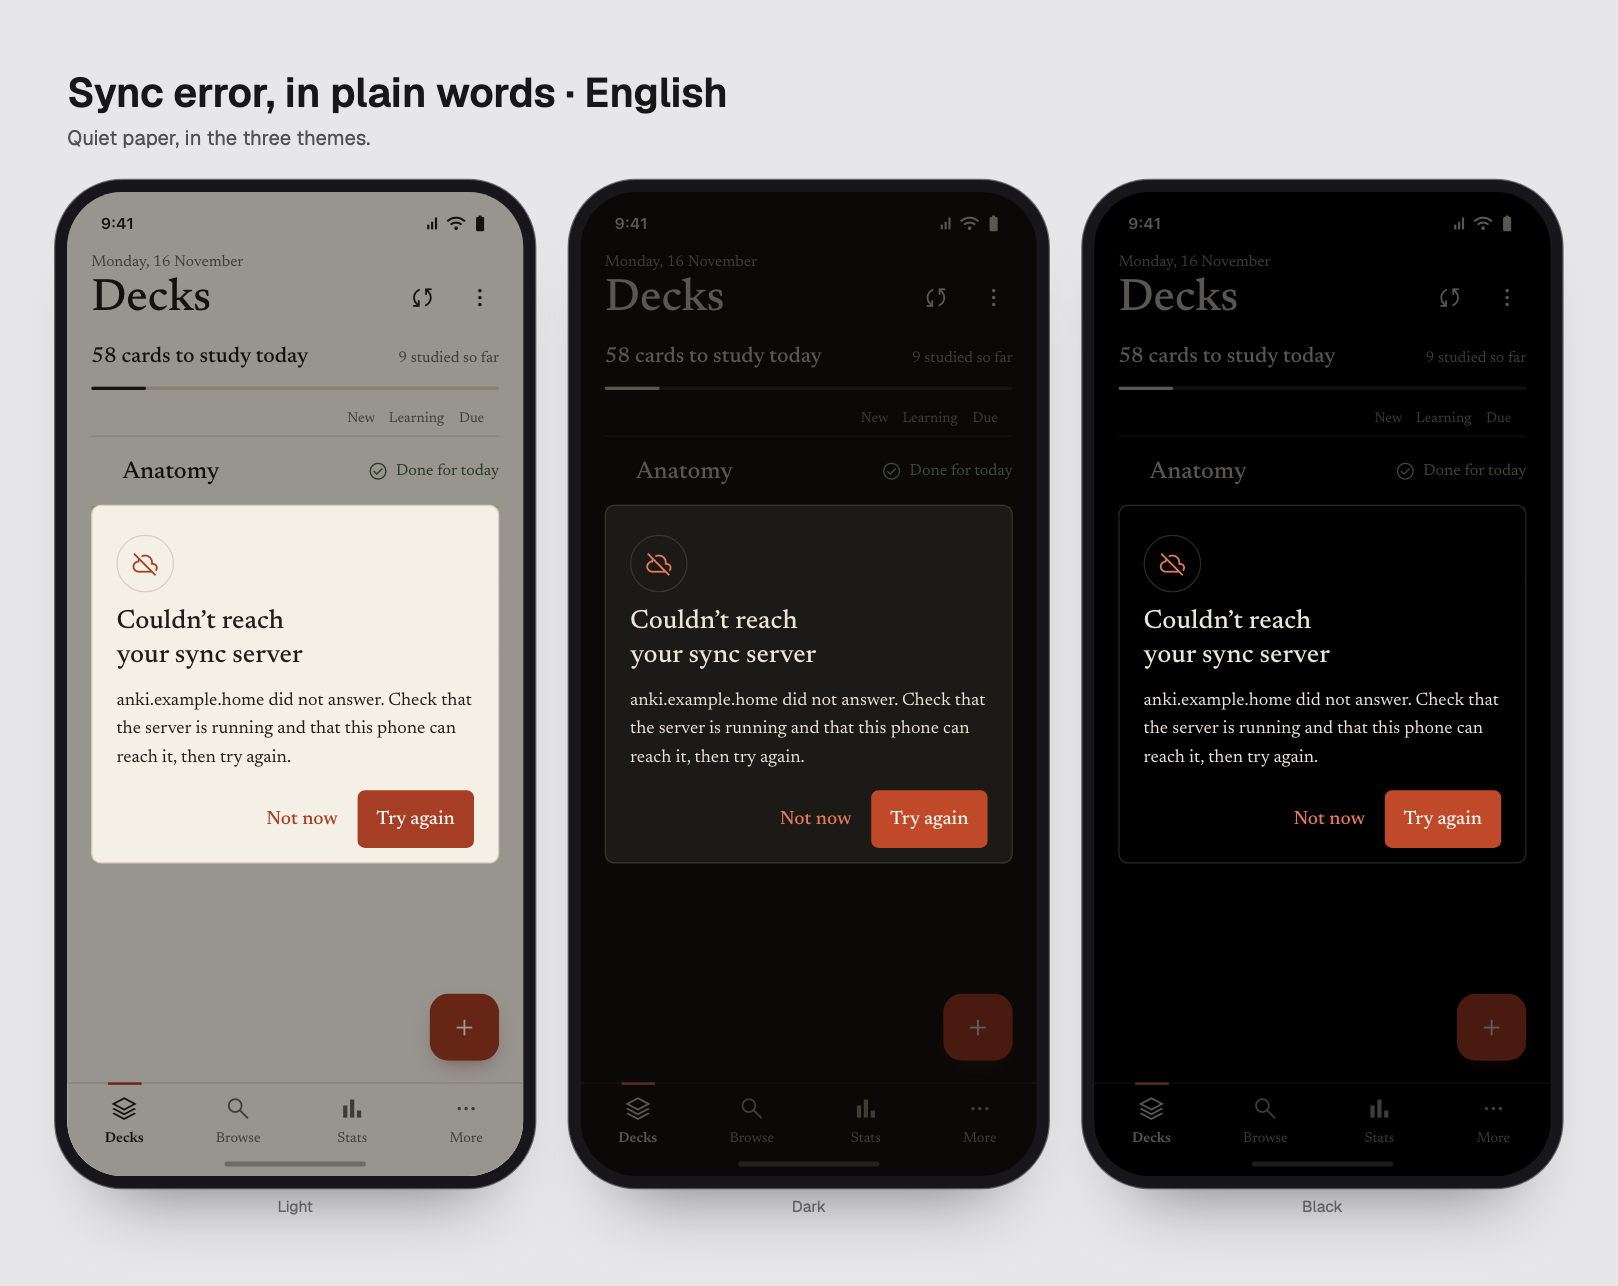 Sync error, in plain words · English
Quiet paper, in the three themes.
9:41
Monday, 16 November
Decks
58 cards to study today
9 studied so far
New Learning Due
Anatomy
Done for today
Couldn’t reach
your sync server
anki.example.home did not answer. Check that
the server is running and that this phone can
reach it, then try again.
Not now
Try again
Decks
Browse
Stats
More
Light
9:41
Monday, 16 November
Decks
58 cards to study today
9 studied so far
New Learning Due
Anatomy
Done for today
Couldn’t reach
your sync server
anki.example.home did not answer. Check that
the server is running and that this phone can
reach it, then try again.
Not now
Try again
Decks
Browse
Stats
More
Dark
9:41
Monday, 16 November
Decks
58 cards to study today
9 studied so far
New Learning Due
Anatomy
Done for today
Couldn’t reach
your sync server
anki.example.home did not answer. Check that
the server is running and that this phone can
reach it, then try again.
Not now
Try again
Decks
Browse
Stats
More
Black